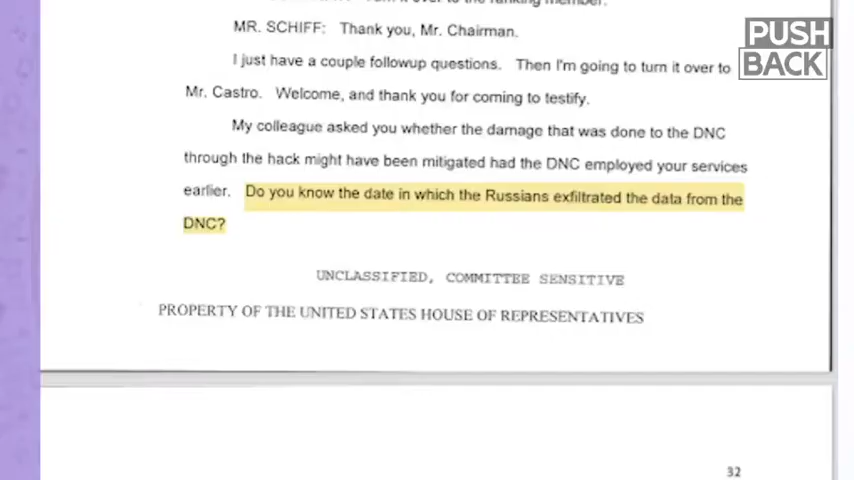 PUSH
BACK
MR. SCHIFF: Thank you, Mr. Chairman.
I just have a couple followup questions. Then I'm going to turn it over to
Mr. Castro. Welcome, and thank you for coming to testify.
My colleague asked you whether the damage that was done to the DNC
through the hack might have been mitigated had the DNC employed your services
earlier. Do you know the date in which the Russians exfiltrated the data from the
DNC?
UNCLASSIFIED, COMMITTEE SENSITIVE
PROPERTY OF THE UNITED STATES HOUSE OF REPRESENTATIVES
32